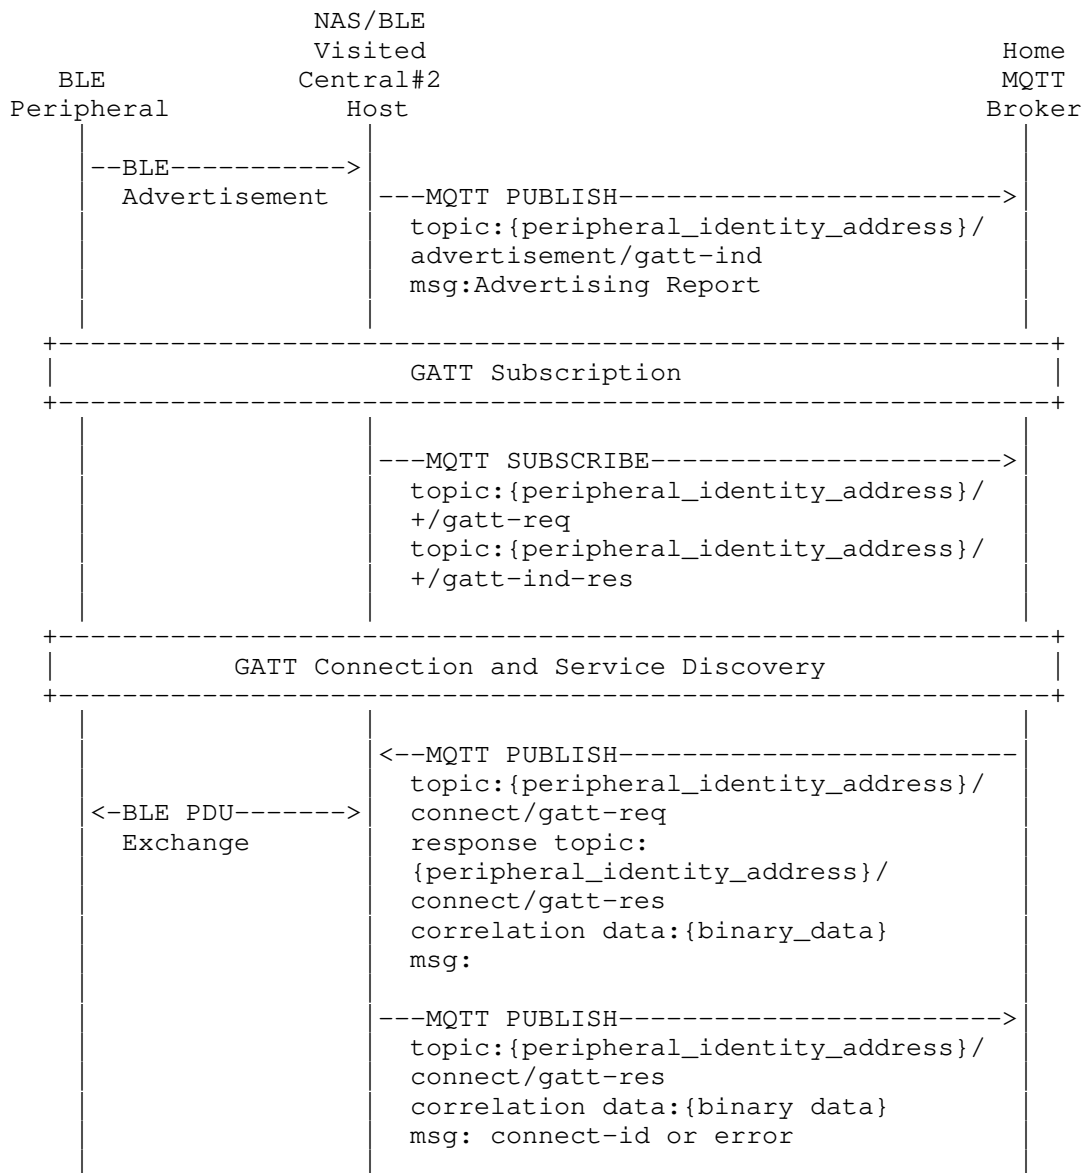 NAS/BLE
Visited Home
BLE Central#2 MQTT
Peripheral Host Broker
--BLE----------->
Advertisement ---MQTT PUBLISH------------------------>
topic:{peripheral_identity_address}/
advertisement/gatt-ind
msg:Advertising Report
GATT Subscription
---MQTT SUBSCRIBE---------------------->
topic:{peripheral_identity_address}/
+/gatt-req
topic:{peripheral_identity_address}/
+/gatt-ind-res
GATT Connection and Service Discovery
<--MQTT PUBLISH-------------------------
topic:{peripheral_identity_address}/
<-BLE PDU-------> connect/gatt-req
Exchange response topic:
{peripheral_identity_address}/
connect/gatt-res
correlation data:{binary_data}
msg:
---MQTT PUBLISH------------------------>
topic:{peripheral_identity_address}/
connect/gatt-res
correlation data:{binary data}
msg: connect-id or error